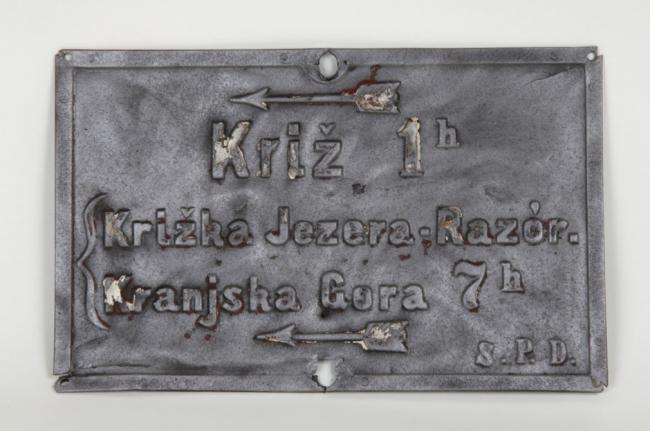 Križ 1h
Križka Jezera-Razór.
Kranjska Gora 7h
S.P.D.